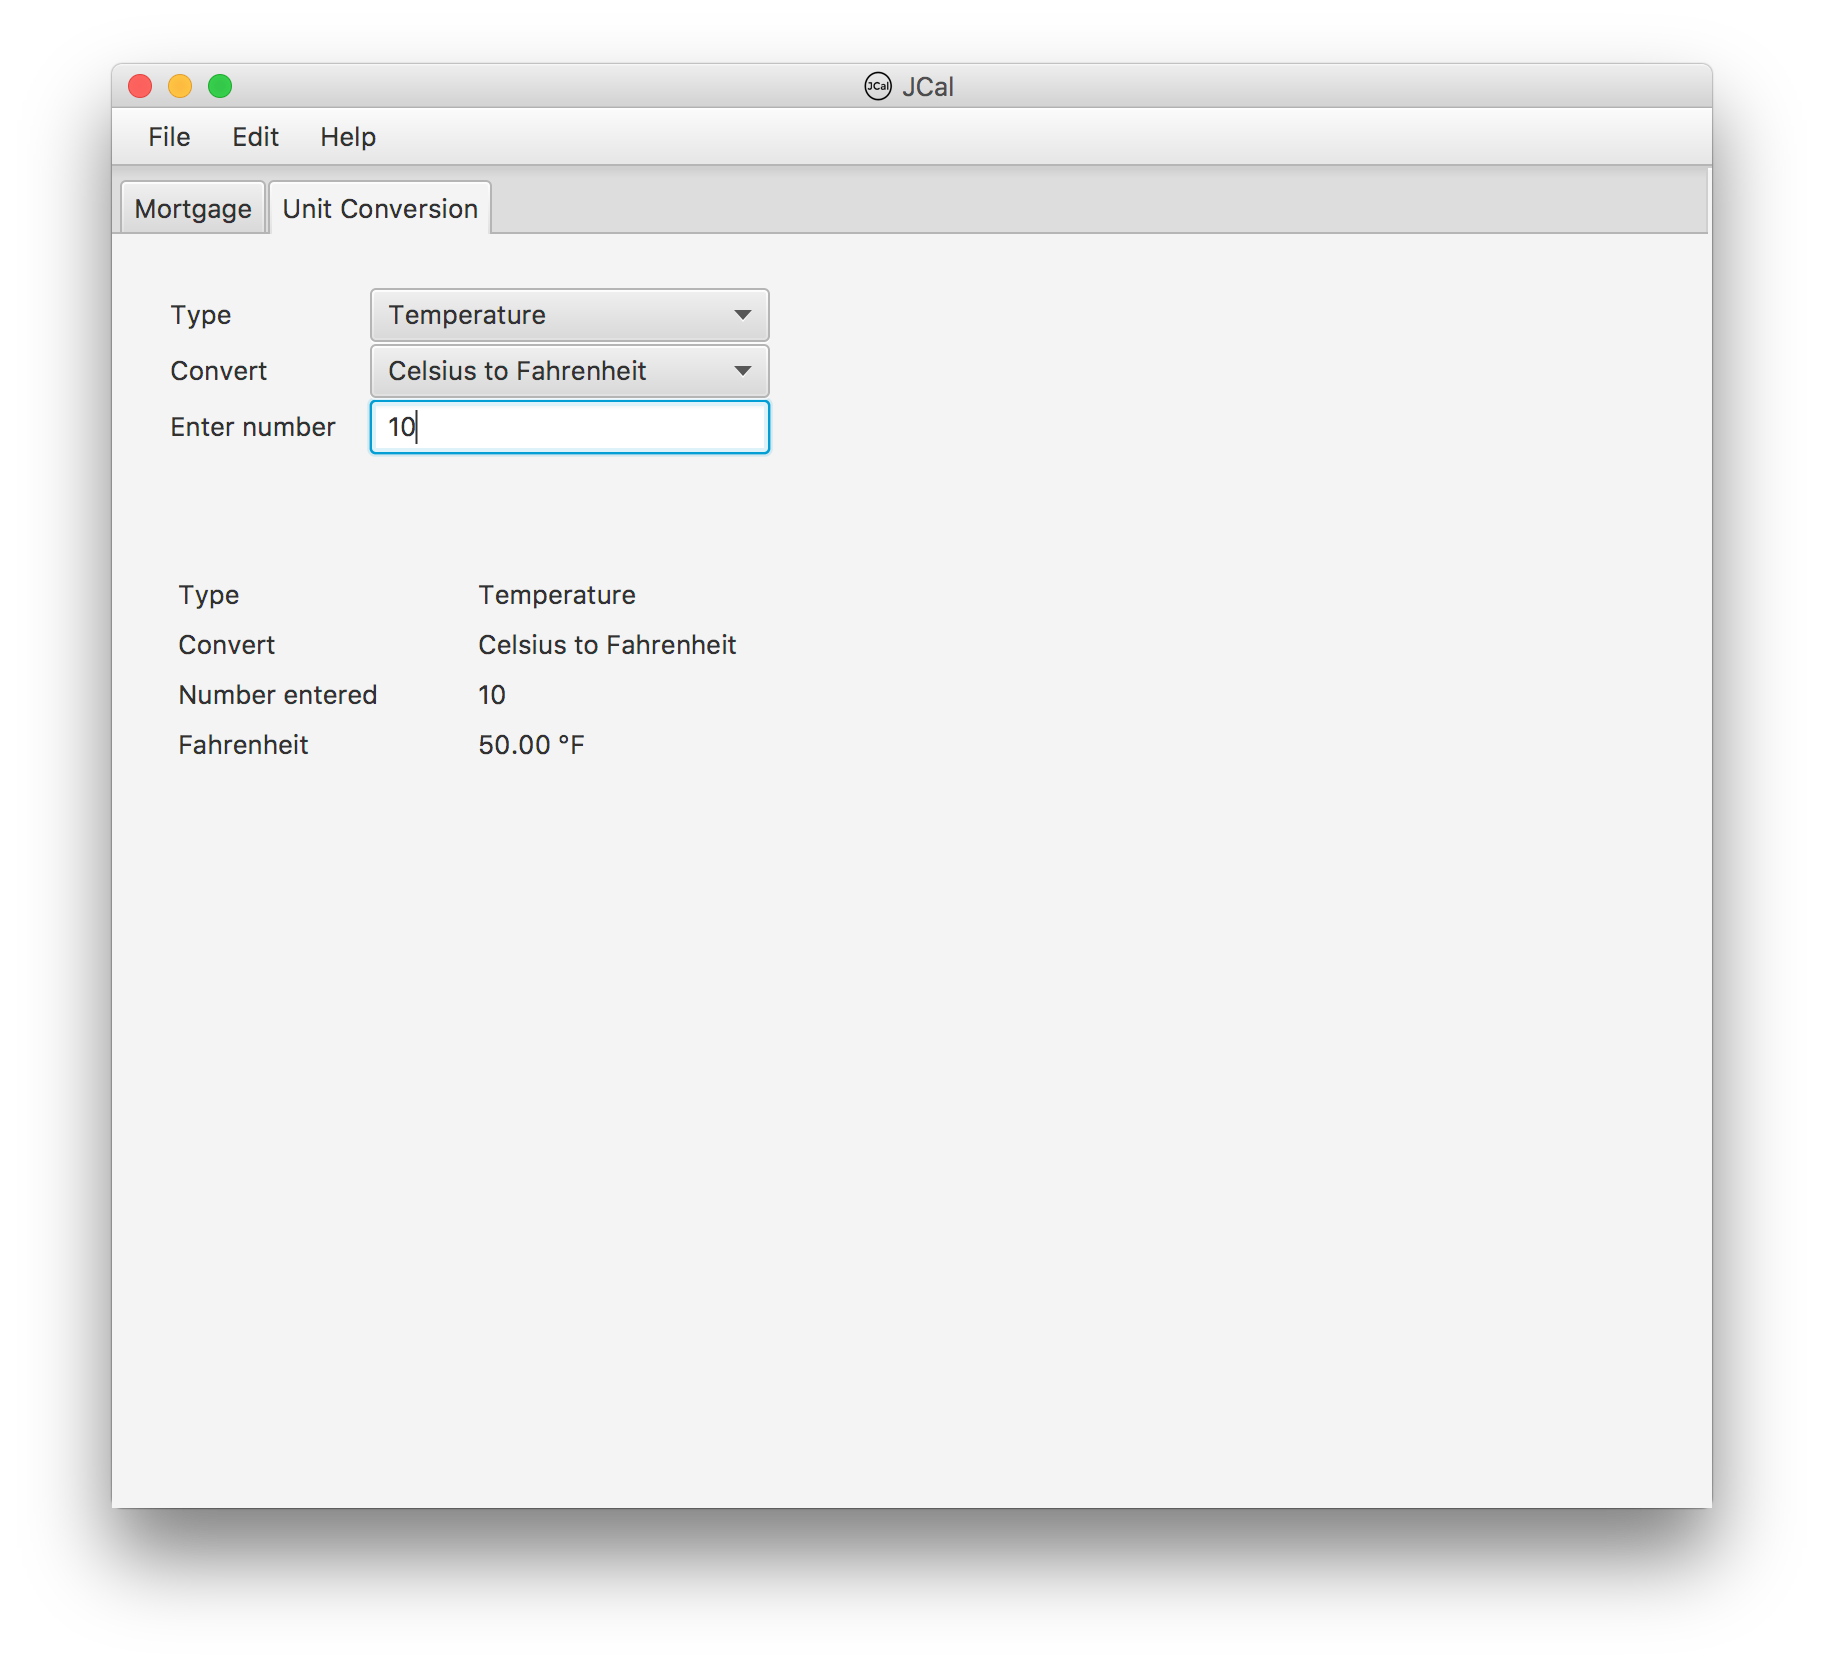 JCal JCal
File Edit Help
Mortgage Unit Conversion
Type Temperature
Convert Celsius to Fahrenheit
Enter number 10
Type Temperature
Convert Celsius to Fahrenheit
Number entered 10
Fahrenheit 50.00 °F